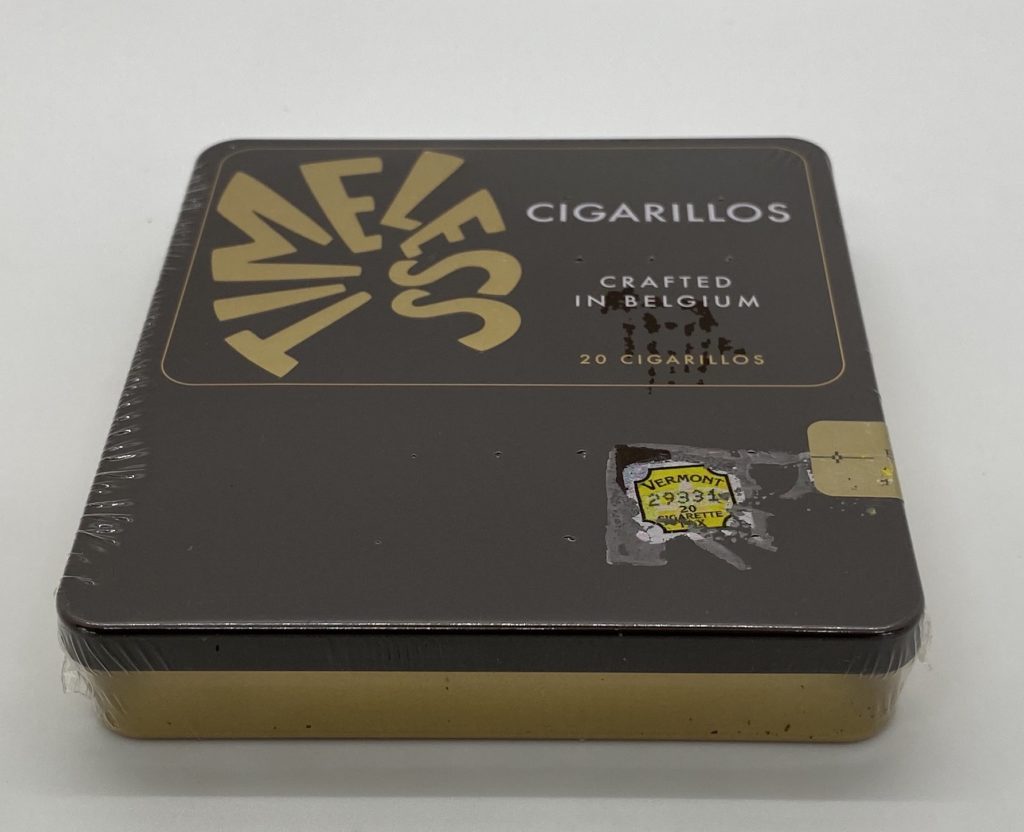 TIMELESS
CIGARILLOS
CRAFTED
IN BELGIUM
20 CIGARILLOS
VERMONT
29331
20
CIGARETTE